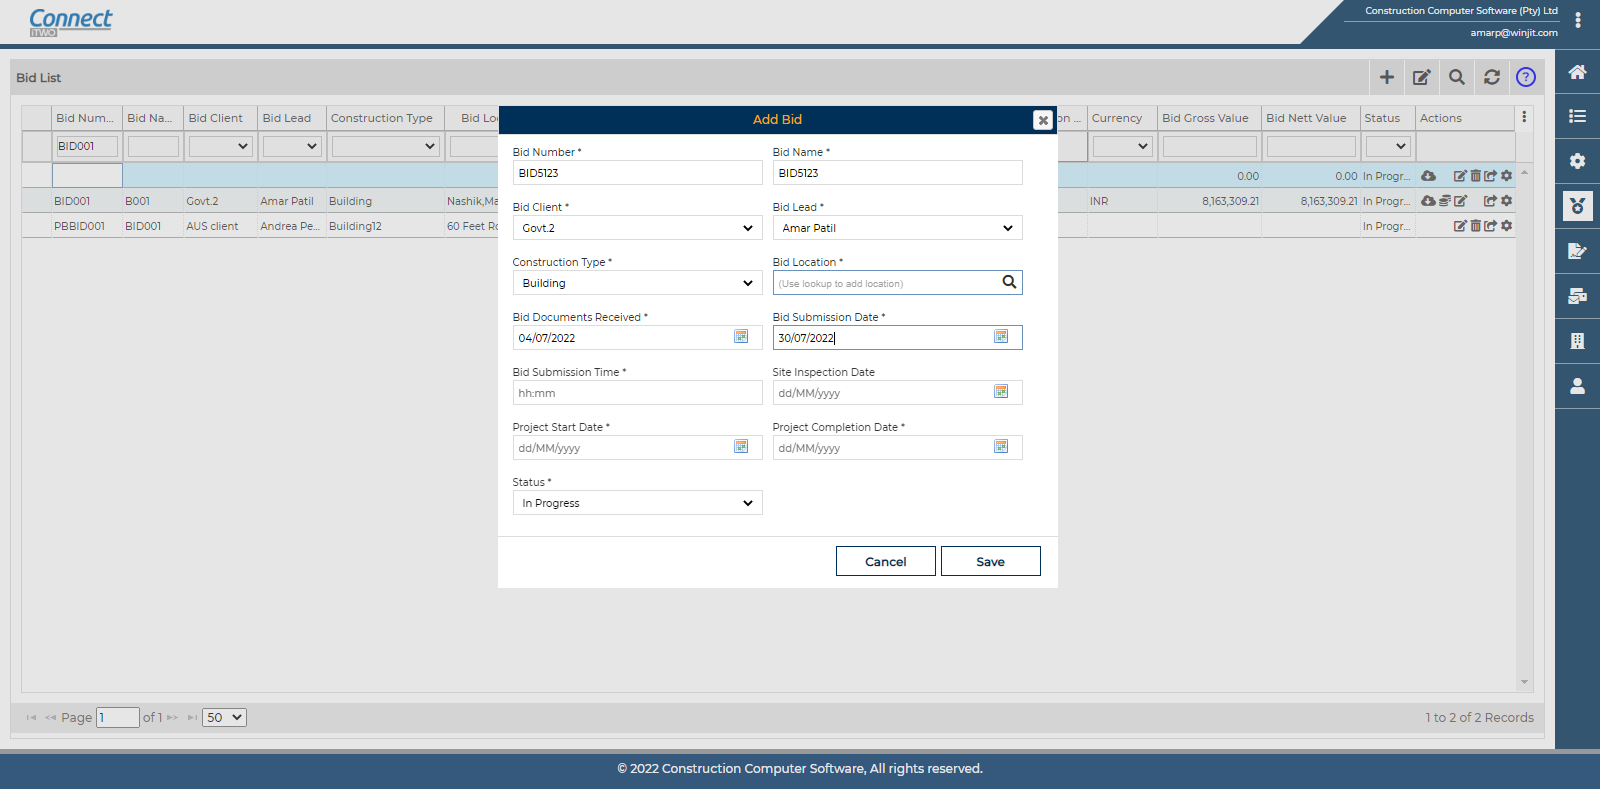 Connect
iTWO
Construction Computer Software (Pty) Ltd
amarp@winjit.com
Bid List
?
Bid Num... Bid Na... Bid Client Bid Lead Construction Type Bid Lo
on ... Currency Bid Gross Value Bid Nett Value Status Actions
BID001
0.00 0.00 In Progr...
BID001 B001 Govt.2 Amar Patil Building Nashik,Ma INR 8,163,309.21 8,163,309.21 In Progr...
PBBID001 BID001 AUS client Andrea Pe... Building12 60 Feet Ro In Progr...
Add Bid
Bid Number * Bid Name *
BID5123 BID5123
Bid Client * Bid Lead *
Govt.2 Amar Patil
Construction Type * Bid Location *
Building (Use lookup to add location)
Bid Documents Received * Bid Submission Date *
04/07/2022 30/07/2022
Bid Submission Time * Site Inspection Date
hh:mm dd/MM/yyyy
Project Start Date * Project Completion Date *
dd/MM/yyyy dd/MM/yyyy
Status *
In Progress
Cancel Save
Page 1 of 1 50 1 to 2 of 2 Records
© 2022 Construction Computer Software, All rights reserved.